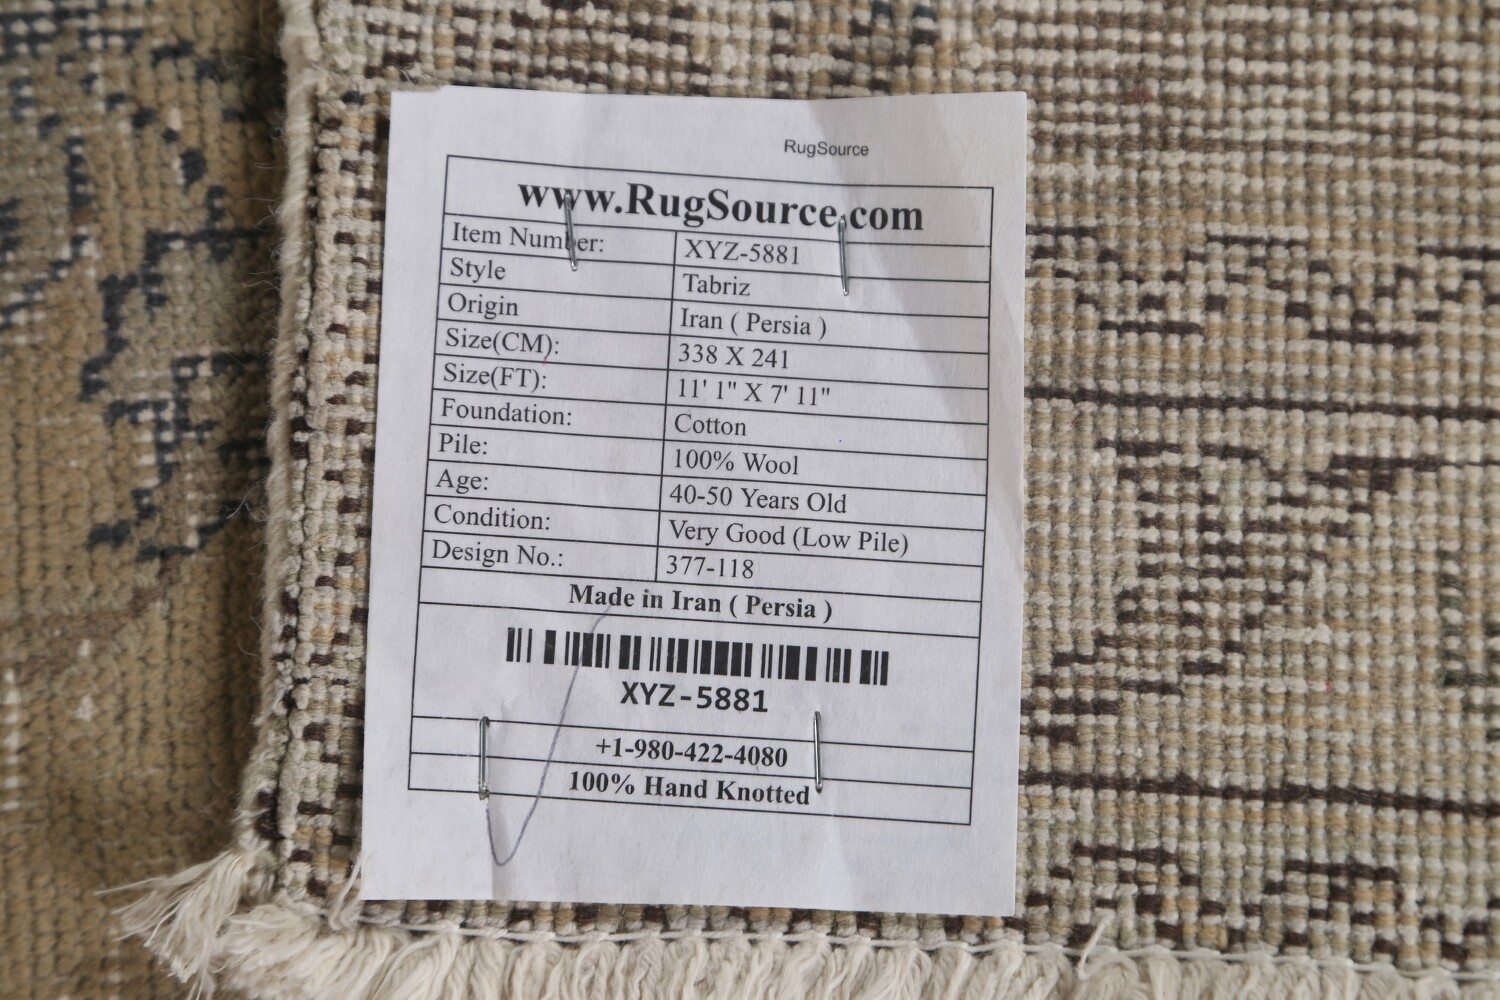 RugSource
www.RugSource.com
Item Number: XYZ-5881
Style Tabriz
Origin Iran ( Persia )
Size(CM): 338 X 241
Size(FT): 11' 1" X 7' 11"
Foundation: Cotton
Pile: 100% Wool
Age: 40-50 Years Old
Condition: Very Good (Low Pile)
Design No.: 377-118
Made in Iran ( Persia )
XYZ-5881
+1-980-422-4080
100% Hand Knotted